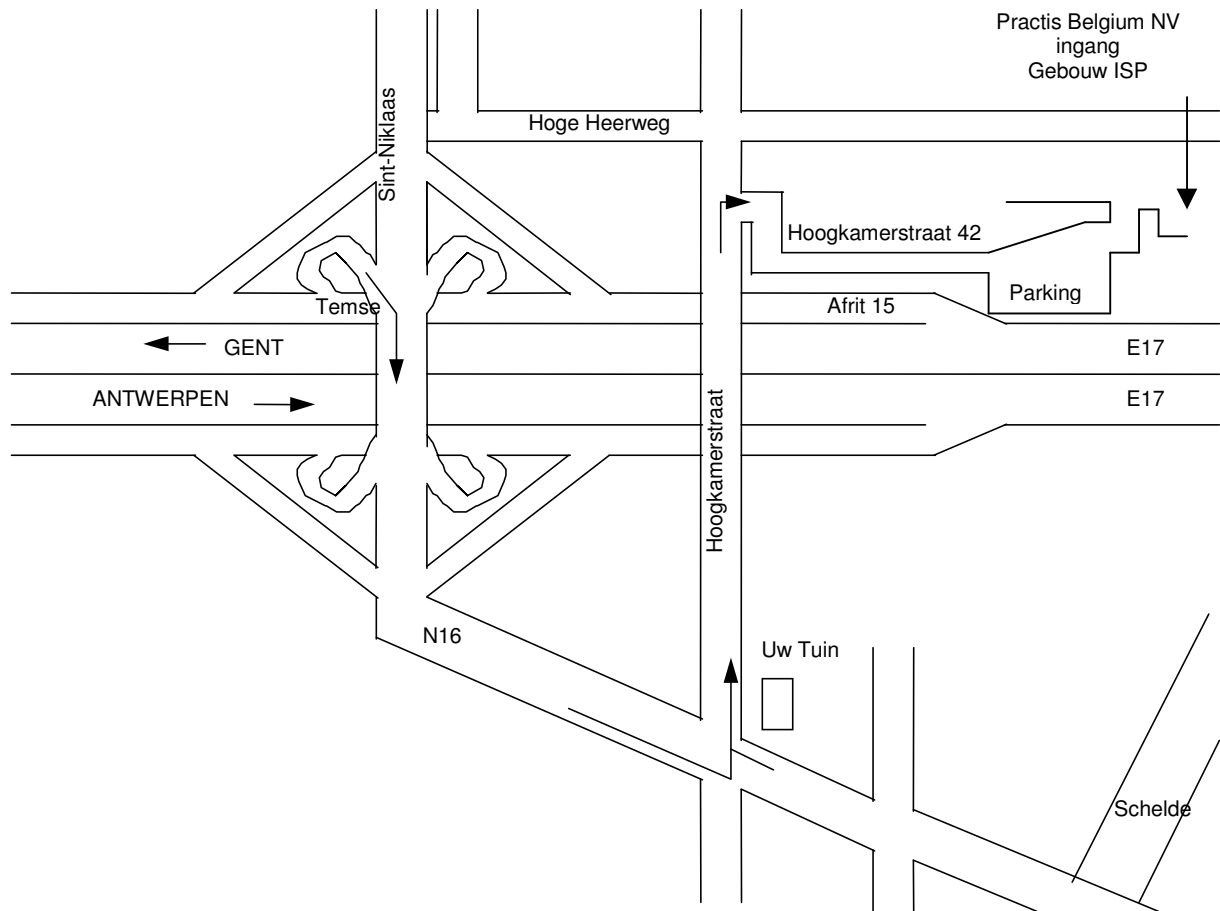 Practis Belgium NV
ingang
Gebouw ISP
Sint-Niklaas
Hoge Heerweg
Hoogkamerstraat 42
Temse
Afrit 15
Parking
GENT
E17
ANTWERPEN
E17
Hoogkamerstraat
N16
Uw Tuin
Schelde